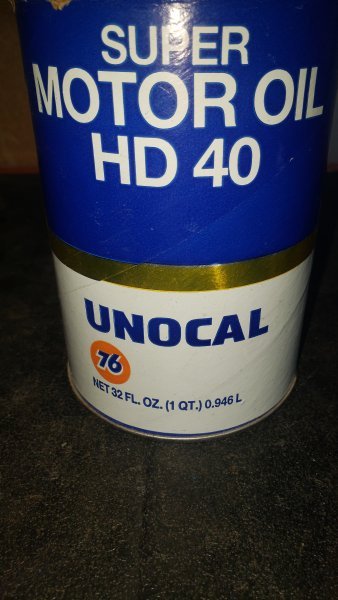 SUPER
MOTOR OIL
HD 40
UNOCAL
76
NET 32 FL. OZ. (1 QT.) 0.946 L